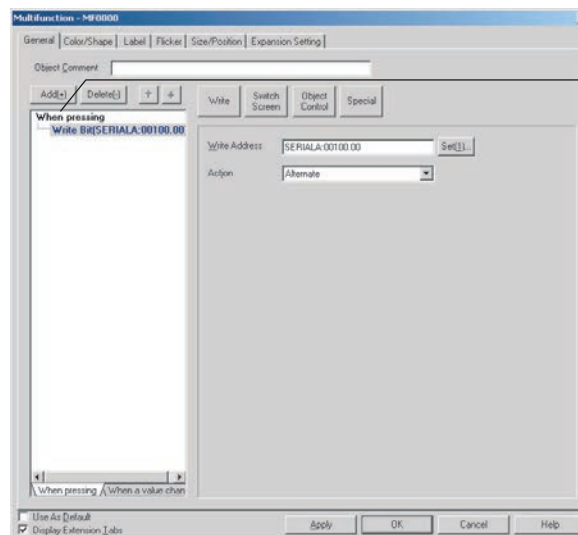 Multifunction - MF0000
General Color/Shape Label Flicker Size/Position Expansion Setting
Object Comment
Add(+) Delete(-)
Write Switch Screen Object Control Special
When pressing
Write Bit(SERIALA:00100.00
Write Address SERIALA:00100.00 Set(1)...
Action Alternate
When pressing When a value chan
Use As Default
Display Extension Tabs
Apply OK Cancel Help